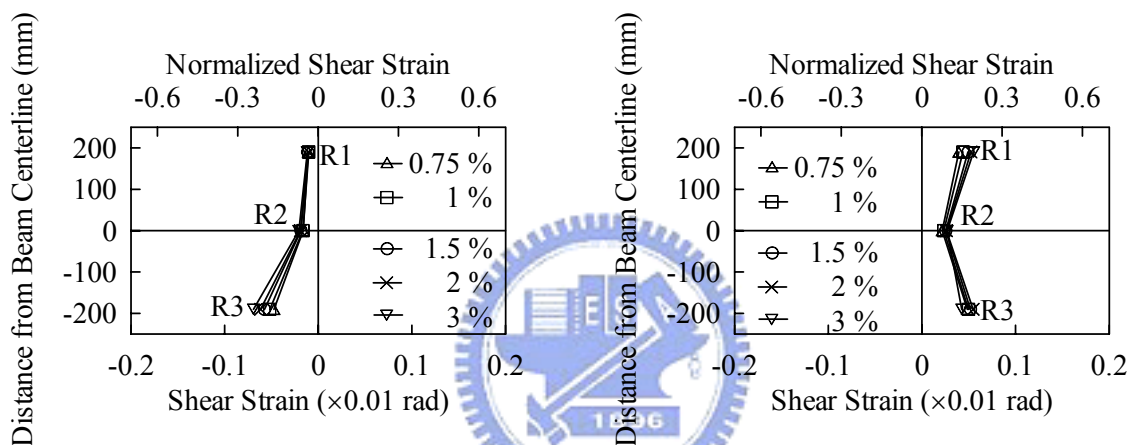 Normalized Shear Strain
-0.6 -0.3 0 0.3 0.6
Distance from Beam Centerline (mm)
200
100
0
-100
-200
R1
R2
R3
0.75 %
1 %
1.5 %
2 %
3 %
-0.2 -0.1 0 0.1 0.2
Shear Strain (×0.01 rad)
Normalized Shear Strain
-0.6 -0.3 0 0.3 0.6
Distance from Beam Centerline (mm)
200
100
0
-100
-200
R1
R2
R3
0.75 %
1 %
1.5 %
2 %
3 %
-0.2 -0.1 0 0.1 0.2
Shear Strain (×0.01 rad)
1896